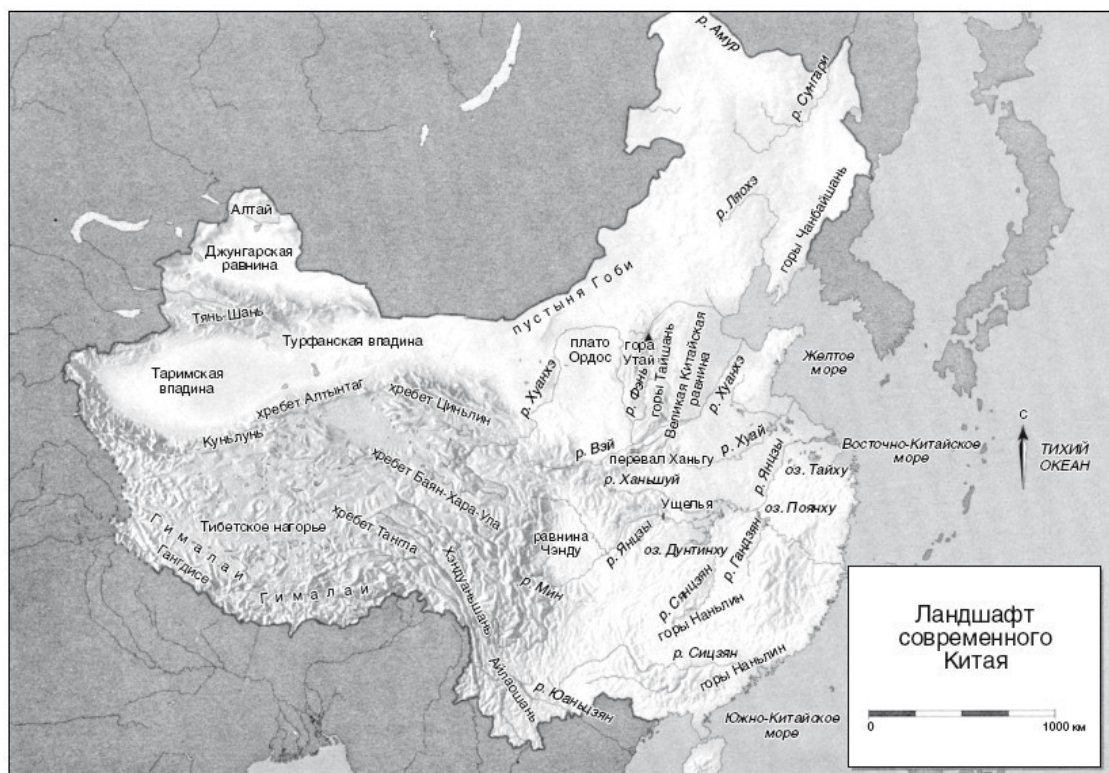 р. Амур
р. Сунгари
р. Ляохэ
горы Чанбайшань
Алтай
Джунгарская
равнина
Тянь-Шань
Турфанская впадина
пустыня Гоби
Таримская
впадина
хребет Алтынтаг
Куньлунь
хребет Циньлин
р. Хуанхэ
плато
Ордос
гора
Утай
р. Фэнь
горы Тайшань
Великая Китайская
равнина
р. Хуанхэ
Желтое
море
р. Вэй
перевал Ханьгу
р. Хуай
р. Янцзы
Восточно-Китайское
море
С
ТИХИЙ
ОКЕАН
р. Ханьшуй
оз. Тайху
хребет Баян-Хара-Ула
Ущелья
оз. Поянху
Тибетское нагорье
хребет Тангла
равнина
Чэнду
р. Янцзы
оз. Дунтинху
р. Ганцзян
Гималаи
Гандисе
Гималаи
Хэндуаньшань
р. Мин
р. Сянцзян
горы Наньлин
р. Сицзян
горы Наньлин
Айлаошань
р. Юаньцзян
Южно-Китайское
море
Ландшафт
современного
Китая
0 1000 км